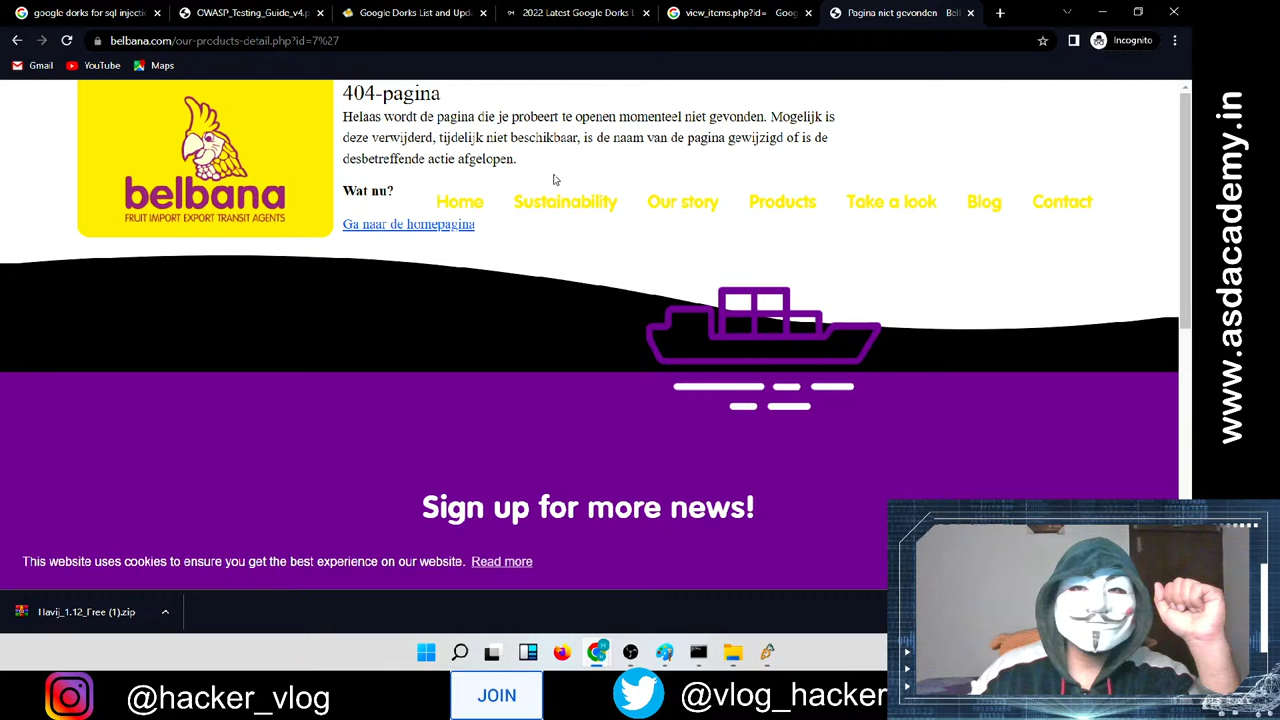 google dorks for sql injecti
OWASP_Testing_Guide_v4.p
Google Dorks List and Upd
2022 Latest Google Dorks L
view_items.php?id= - Goog
Pagina niet gevonden - Bel
belbana.com/our-products-detail.php?id=7%27
Incognito
Gmail
YouTube
Maps
belbana
FRUIT IMPORT EXPORT TRANSIT AGENTS
404-pagina
Helaas wordt de pagina die je probeert te openen momenteel niet gevonden. Mogelijk is
deze verwijderd, tijdelijk niet beschikbaar, is de naam van de pagina gewijzigd of is de
desbetreffende actie afgelopen.
Wat nu?
Home
Sustainability
Our story
Products
Take a look
Blog
Contact
Ga naar de homepagina
Sign up for more news!
This website uses cookies to ensure you get the best experience on our website. Read more
Havij_1.12_Free (1).zip
@hacker_vlog
JOIN
@vlog_hacker
www.asdacademy.in